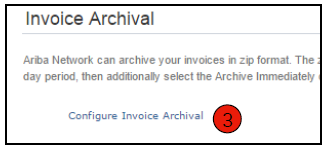 Invoice Archival
Ariba Network can archive your invoices in zip format. The
day period, then additionally select the Archive Immediately
Configure Invoice Archival 3